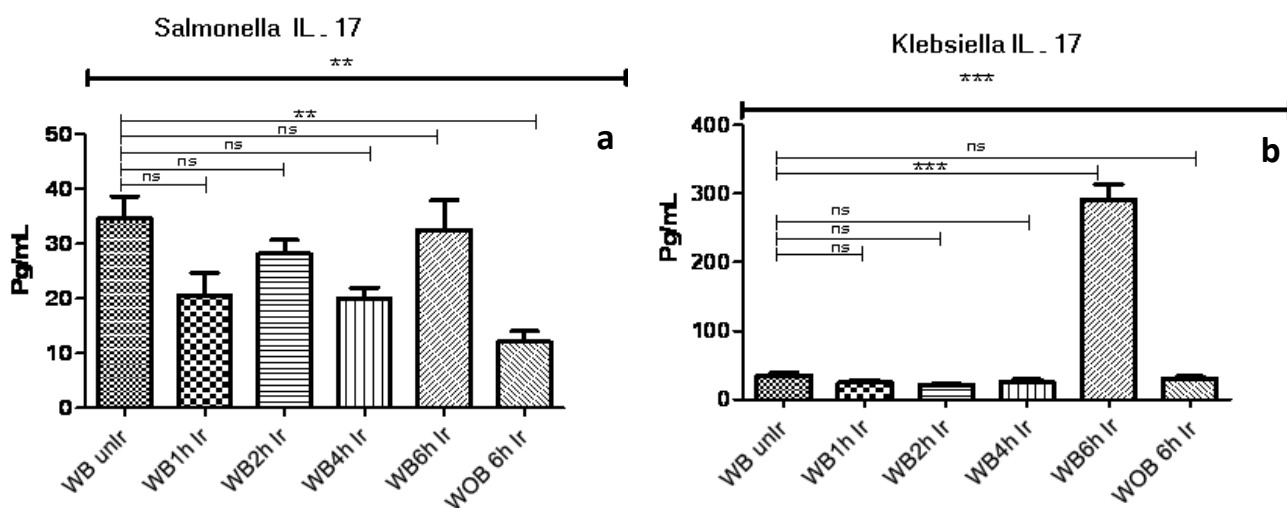 Salmonella IL - 17
**
**
ns
ns
ns
ns
a
50
40
30
20
10
0
Pg/mL
WB unIr
WB1h Ir
WB2h Ir
WB4h Ir
WB6h Ir
WOB 6h Ir
Klebsiella IL - 17
***
ns
***
ns
ns
ns
b
400
300
200
100
0
Pg/mL
WB unIr
WB1h Ir
WB2h Ir
WB4h Ir
WB6h Ir
WOB 6h Ir